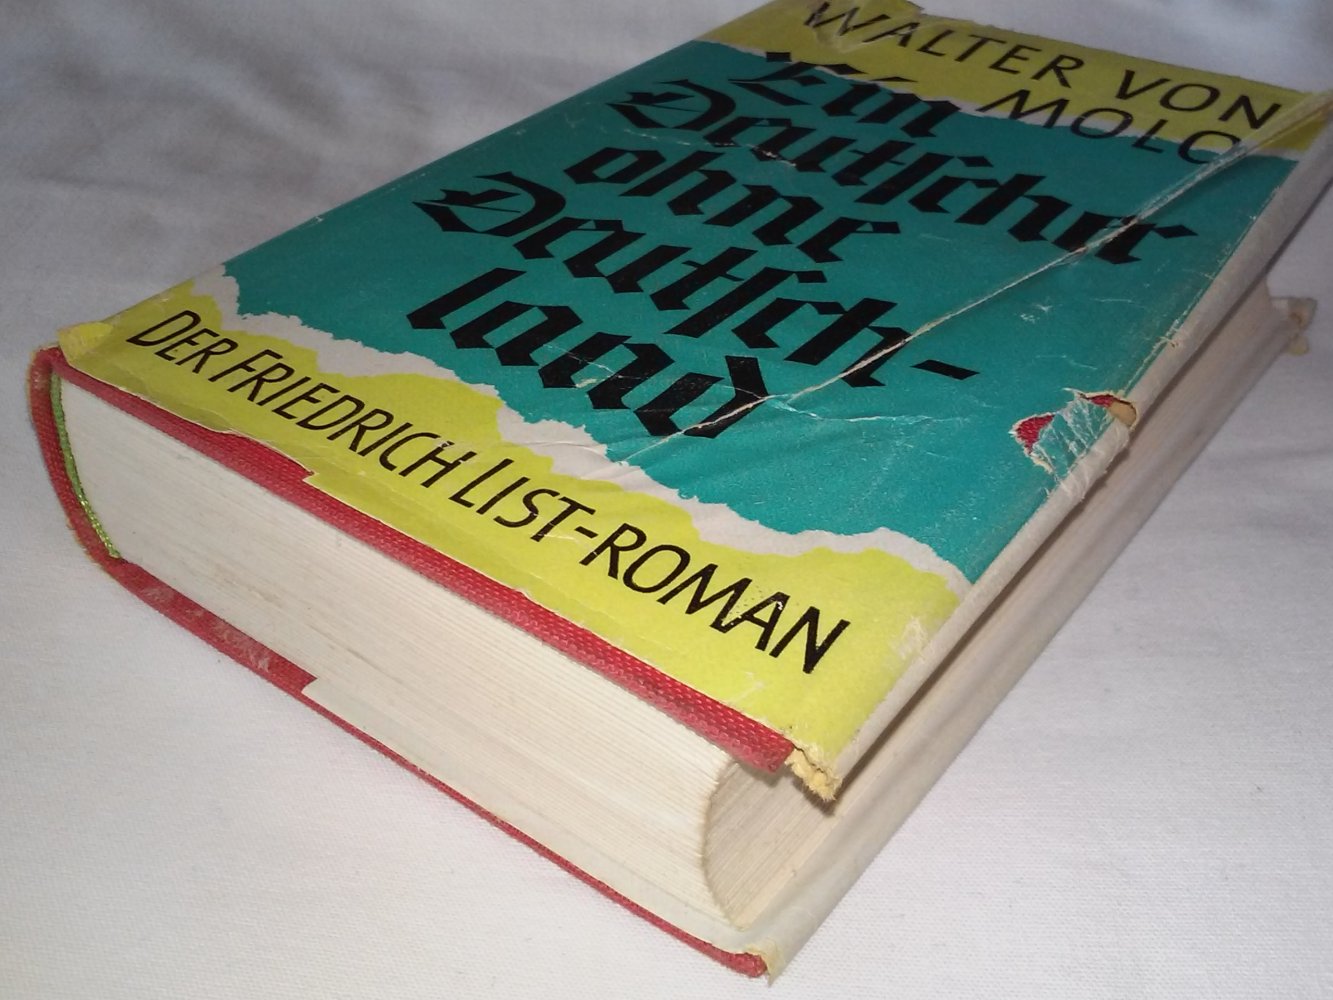 WALTER VON
MOLO
Ein
Deutscher
ohne
Deutsch-
land
DER FRIEDRICH LIST-ROMAN